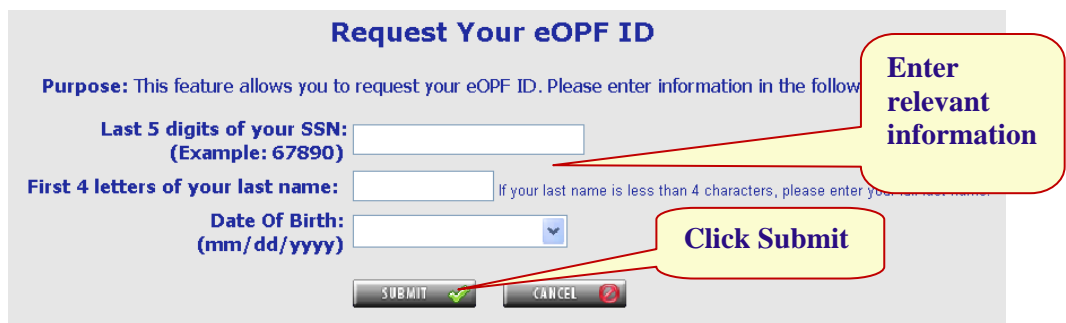 Request Your eOPF ID
Purpose: This feature allows you to request your eOPF ID. Please enter information in the follow
Enter
relevant
information
Last 5 digits of your SSN:
(Example: 67890)
First 4 letters of your last name:
If your last name is less than 4 characters, please enter your full last name.
Date Of Birth:
(mm/dd/yyyy)
Click Submit
SUBMIT
CANCEL